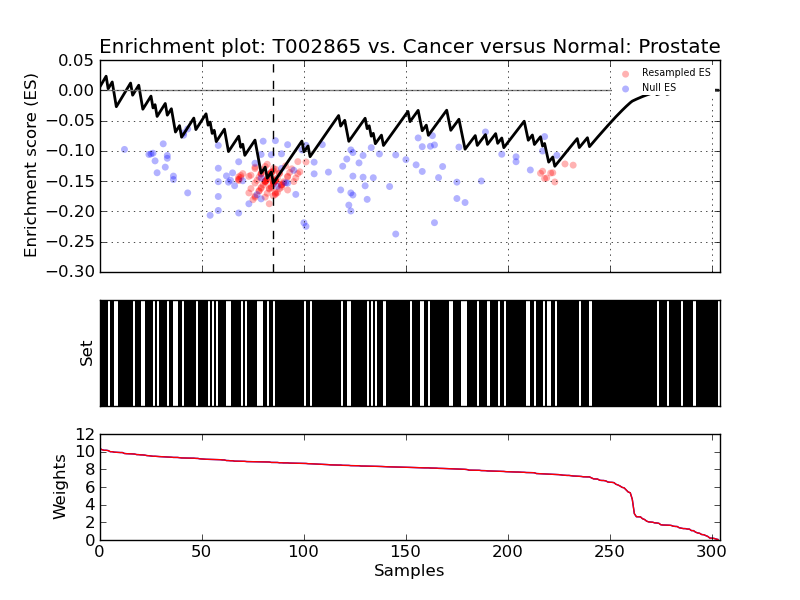 Enrichment plot: T002865 vs. Cancer versus Normal: Prostate
0.05
0.00
−0.05
−0.10
−0.15
−0.20
−0.25
−0.30
Enrichment score (ES)
Resampled ES
Null ES
Set
12
10
8
6
4
2
0
Weights
0 50 100 150 200 250 300
Samples